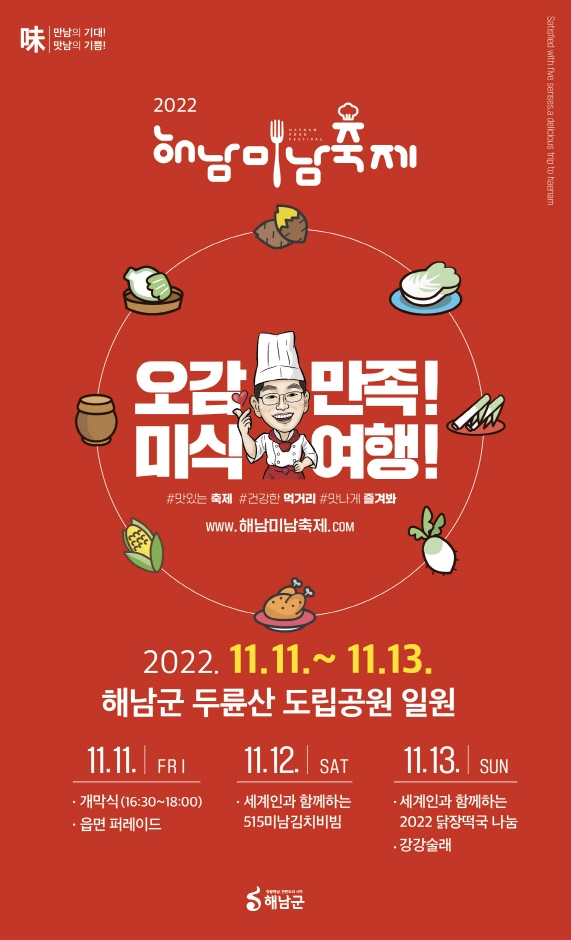 味
만남의 기대!
맛남의 기쁨!
Satisfied with five senses,a delicious trip to haenam
2022
해남미남축제
HAENAM
FOOD
FESTIVAL
오감 만족!
미식 여행!
#맛있는 축제 #건강한 먹거리 #맛나게 즐겨봐
WWW.해남미남축제.COM
2022. 11.11.~ 11.13.
해남군 두륜산 도립공원 일원
11.11. FRI
· 개막식(16:30~18:00)
· 읍면 퍼레이드
11.12. SAT
· 세계인과 함께하는
515미남김치비빔
11.13. SUN
· 세계인과 함께하는
2022 닭장떡국 나눔
· 강강술래
해남군